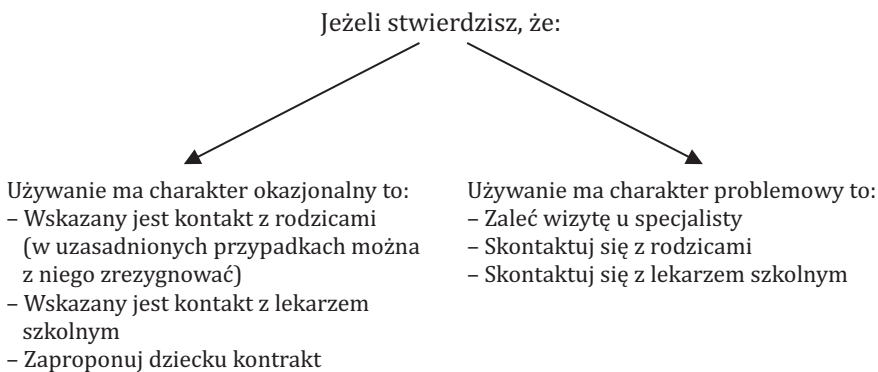 Jeżeli stwierdzisz, że:
Używanie ma charakter okazjonalny to:
– Wskazany jest kontakt z rodzicami
(w uzasadnionych przypadkach można
z niego zrezygnować)
– Wskazany jest kontakt z lekarzem
szkolnym
– Zaproponuj dziecku kontrakt
Używanie ma charakter problemowy to:
– Zaleć wizytę u specjalisty
– Skontaktuj się z rodzicami
– Skontaktuj się z lekarzem szkolnym